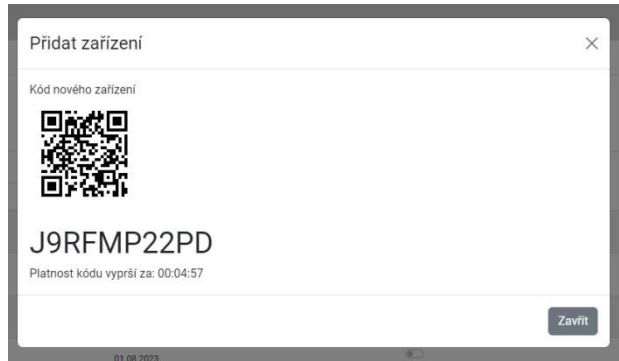 Přidat zařízení
Kód nového zařízení
J9RFMP22PD
Platnost kódu vyprší za: 00:04:57
Zavřít
01.08.2023